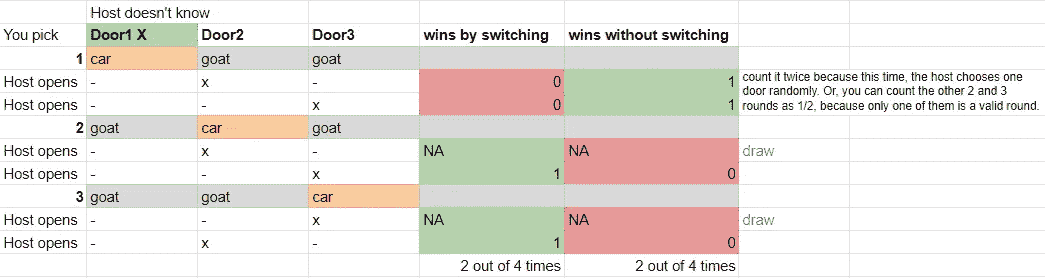 Host doesn't know
You pick Door1 X Door2 Door3 wins by switching wins without switching
1 car goat goat
Host opens - x - 0 1 count it twice because this time, the host chooses one
Host opens - - x 0 1 door randomly. Or, you can count the other 2 and 3
rounds as 1/2, because only one of them is a valid round.
2 goat car goat
Host opens - x - NA NA draw
Host opens - - x 1 0
3 goat goat car
Host opens - - x NA NA draw
Host opens - x - 1 0
2 out of 4 times 2 out of 4 times